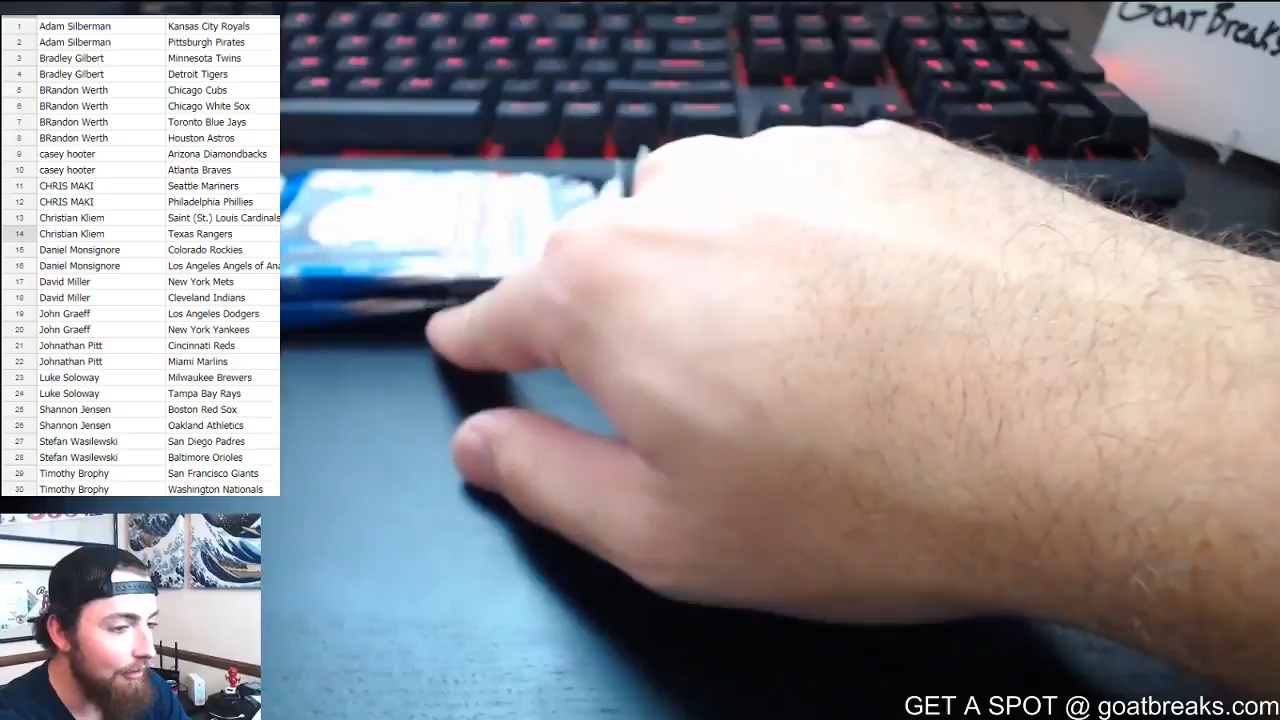 1 Adam Silberman Kansas City Royals
2 Adam Silberman Pittsburgh Pirates
3 Bradley Gilbert Minnesota Twins
4 Bradley Gilbert Detroit Tigers
5 BRandon Werth Chicago Cubs
6 BRandon Werth Chicago White Sox
7 BRandon Werth Toronto Blue Jays
8 BRandon Werth Houston Astros
9 casey hooter Arizona Diamondbacks
10 casey hooter Atlanta Braves
11 CHRIS MAKI Seattle Mariners
12 CHRIS MAKI Philadelphia Phillies
13 Christian Kliem Saint (St.) Louis Cardinals
14 Christian Kliem Texas Rangers
15 Daniel Monsignore Colorado Rockies
16 Daniel Monsignore Los Angeles Angels of Ana
17 David Miller New York Mets
18 David Miller Cleveland Indians
19 John Graeff Los Angeles Dodgers
20 John Graeff New York Yankees
21 Johnathan Pitt Cincinnati Reds
22 Johnathan Pitt Miami Marlins
23 Luke Soloway Milwaukee Brewers
24 Luke Soloway Tampa Bay Rays
25 Shannon Jensen Boston Red Sox
26 Shannon Jensen Oakland Athletics
27 Stefan Wasilewski San Diego Padres
28 Stefan Wasilewski Baltimore Orioles
29 Timothy Brophy San Francisco Giants
30 Timothy Brophy Washington Nationals
GOAT BreakS
GET A SPOT @ goatbreaks.com